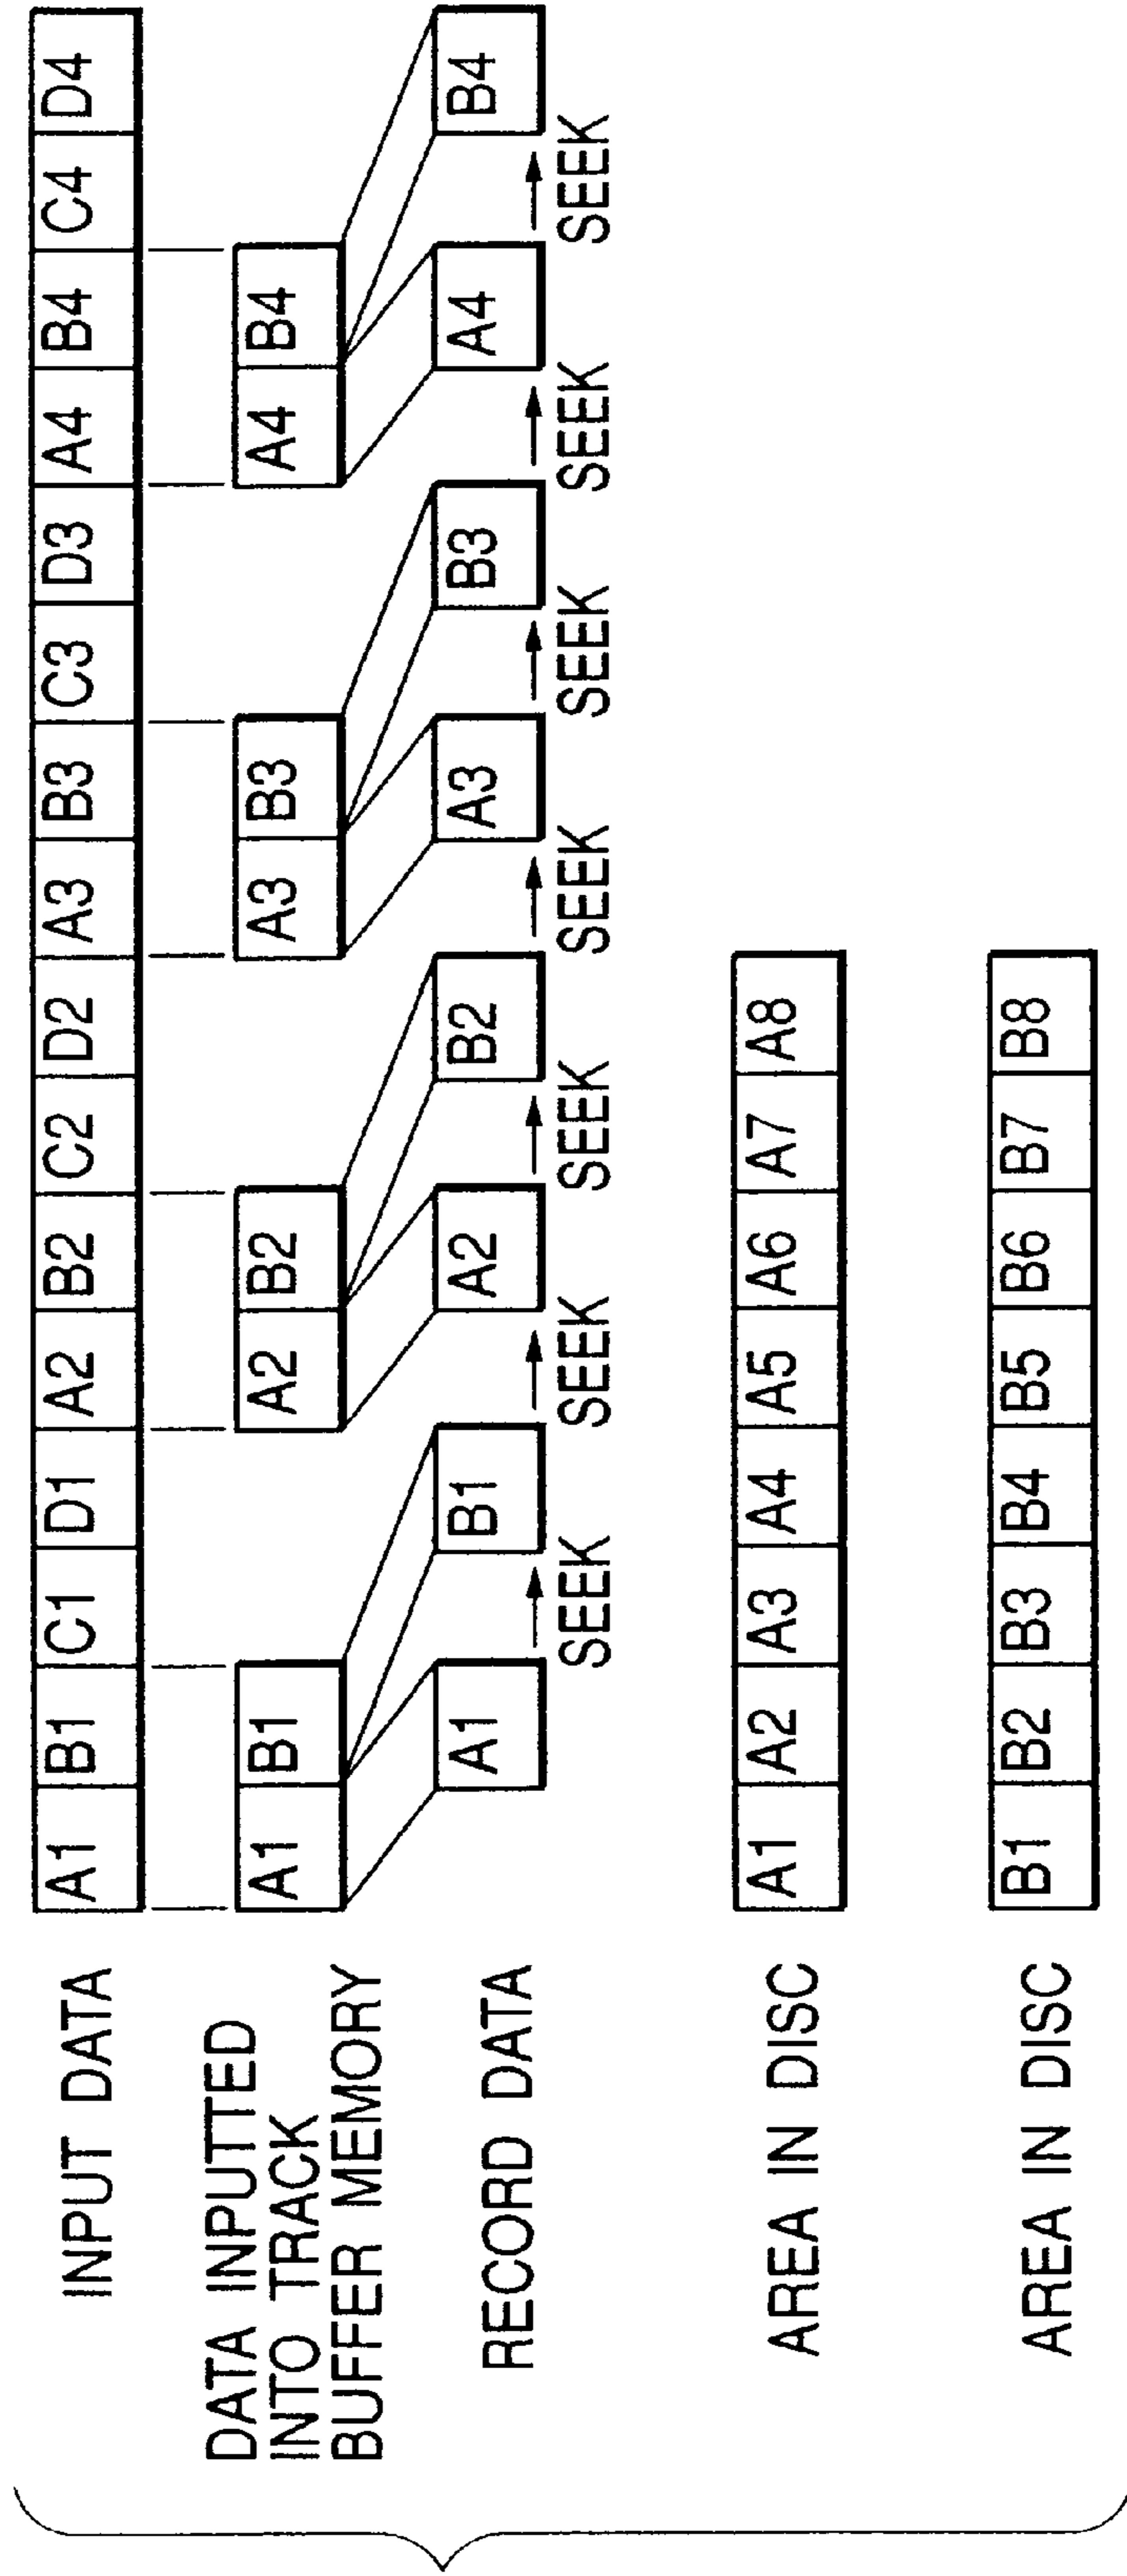 INPUT DATA
A1 B1 C1 D1 A2 B2 C2 D2 A3 B3 C3 D3 A4 B4 C4 D4
DATA INPUTTED
INTO TRACK
BUFFER MEMORY
A1 B1 A2 B2 A3 B3 A4 B4
RECORD DATA
A1 B1 A2 B2 A3 B3 A4 B4
SEEK SEEK SEEK SEEK SEEK SEEK SEEK
AREA IN DISC
A1 A2 A3 A4 A5 A6 A7 A8
AREA IN DISC
B1 B2 B3 B4 B5 B6 B7 B8